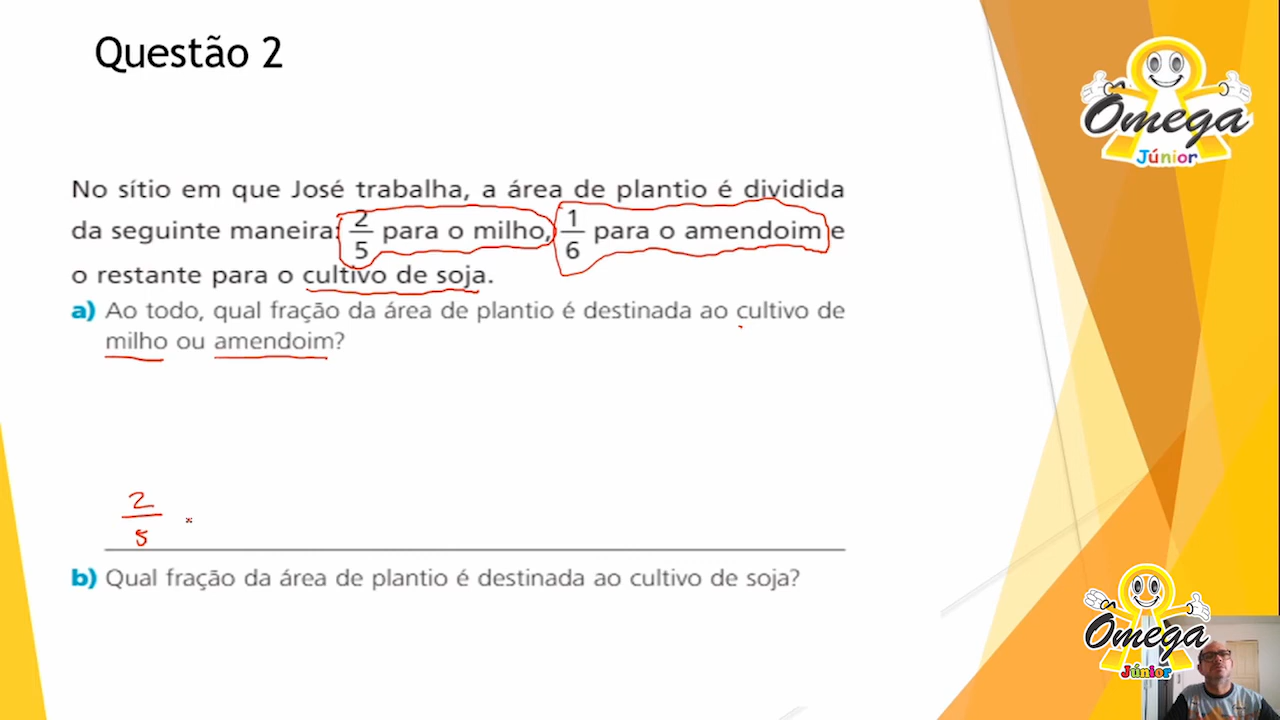 Questão 2
Ômega
Júnior
No sítio em que José trabalha, a área de plantio é dividida
da seguinte maneira: 2/5 para o milho, 1/6 para o amendoim e
o restante para o cultivo de soja.
a) Ao todo, qual fração da área de plantio é destinada ao cultivo de
milho ou amendoim?
2/5
b) Qual fração da área de plantio é destinada ao cultivo de soja?
Ômega
Júnior